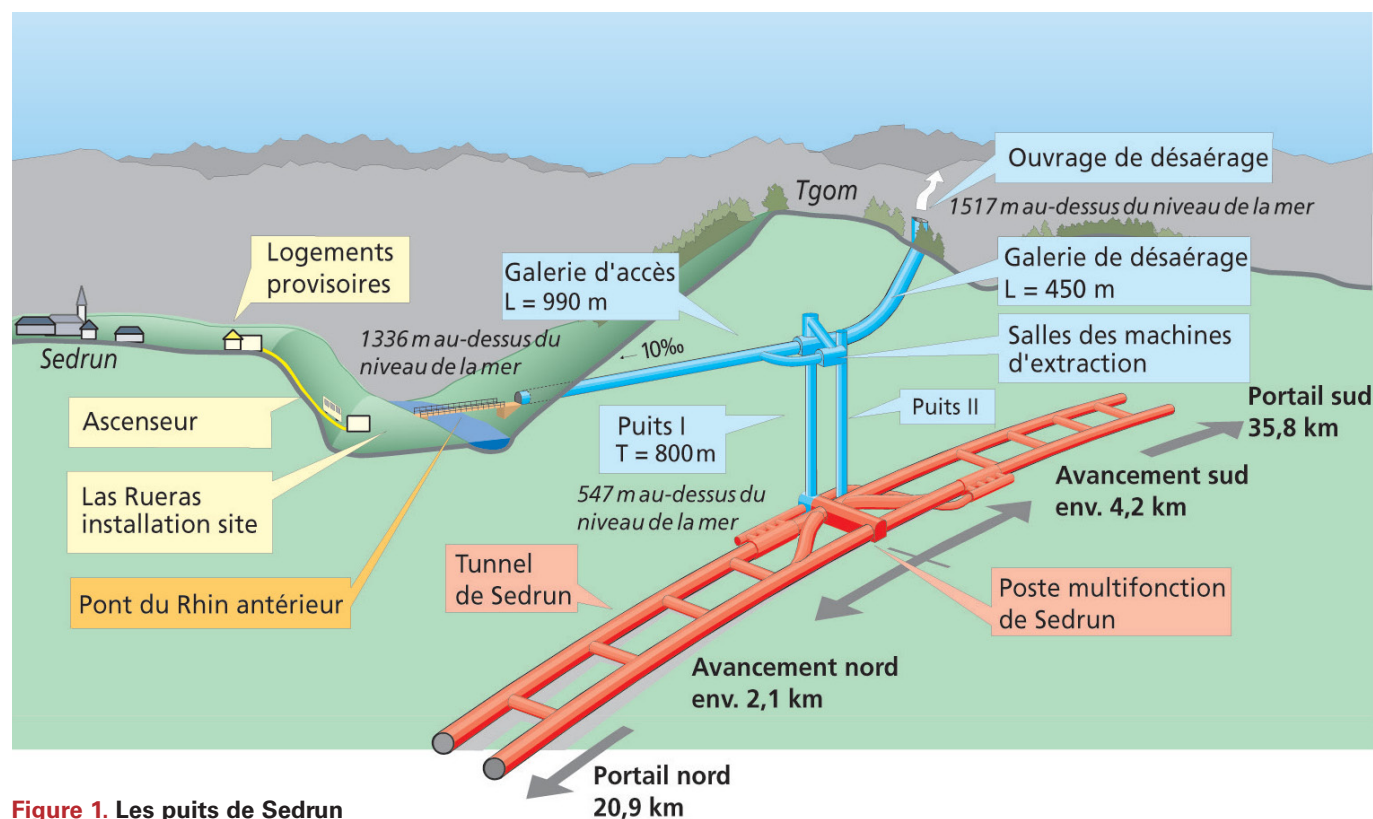 Ouvrage de désaérage
Tgom
1517 m au-dessus du niveau de la mer
Logements
provisoires
Galerie d'accès
L = 990 m
Galerie de désaérage
L = 450 m
Sedrun
1336 m au-dessus du
niveau de la mer
← 10‰
Salles des machines
d'extraction
Ascenseur
Puits I
T = 800 m
Puits II
Portail sud
35,8 km
Las Rueras
installation site
547 m au-dessus du
niveau de la mer
Avancement sud
env. 4,2 km
Pont du Rhin antérieur
Tunnel
de Sedrun
Poste multifonction
de Sedrun
Avancement nord
env. 2,1 km
Portail nord
20,9 km
Figure 1. Les puits de Sedrun